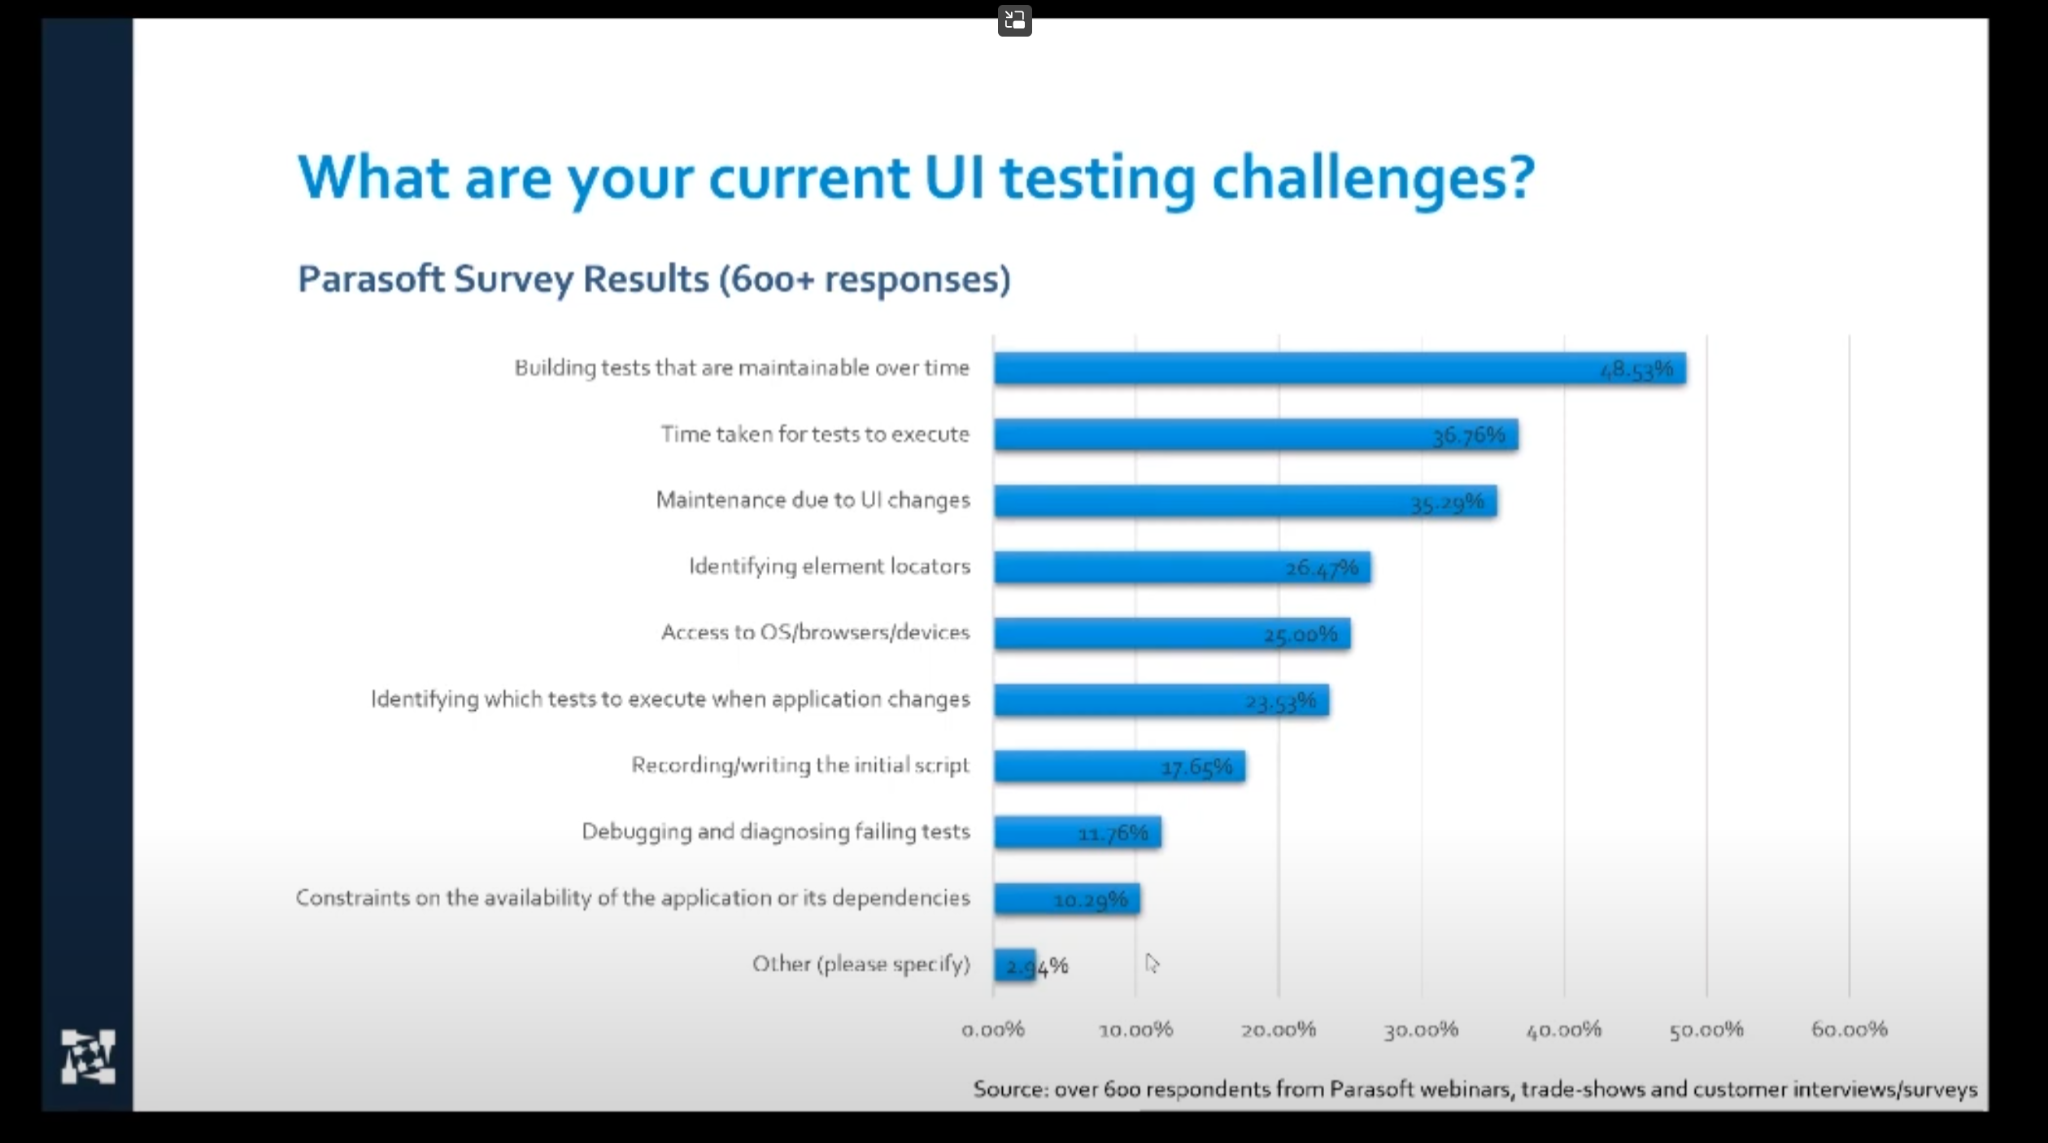 What are your current UI testing challenges?
Parasoft Survey Results (600+ responses)
Building tests that are maintainable over time 48.53%
Time taken for tests to execute 36.76%
Maintenance due to UI changes 35.29%
Identifying element locators 26.47%
Access to OS/browsers/devices 25.00%
Identifying which tests to execute when application changes 23.53%
Recording/writing the initial script 17.65%
Debugging and diagnosing failing tests 11.76%
Constraints on the availability of the application or its dependencies 10.29%
Other (please specify) 2.94%
0.00% 10.00% 20.00% 30.00% 40.00% 50.00% 60.00%
Source: over 600 respondents from Parasoft webinars, trade-shows and customer interviews/surveys